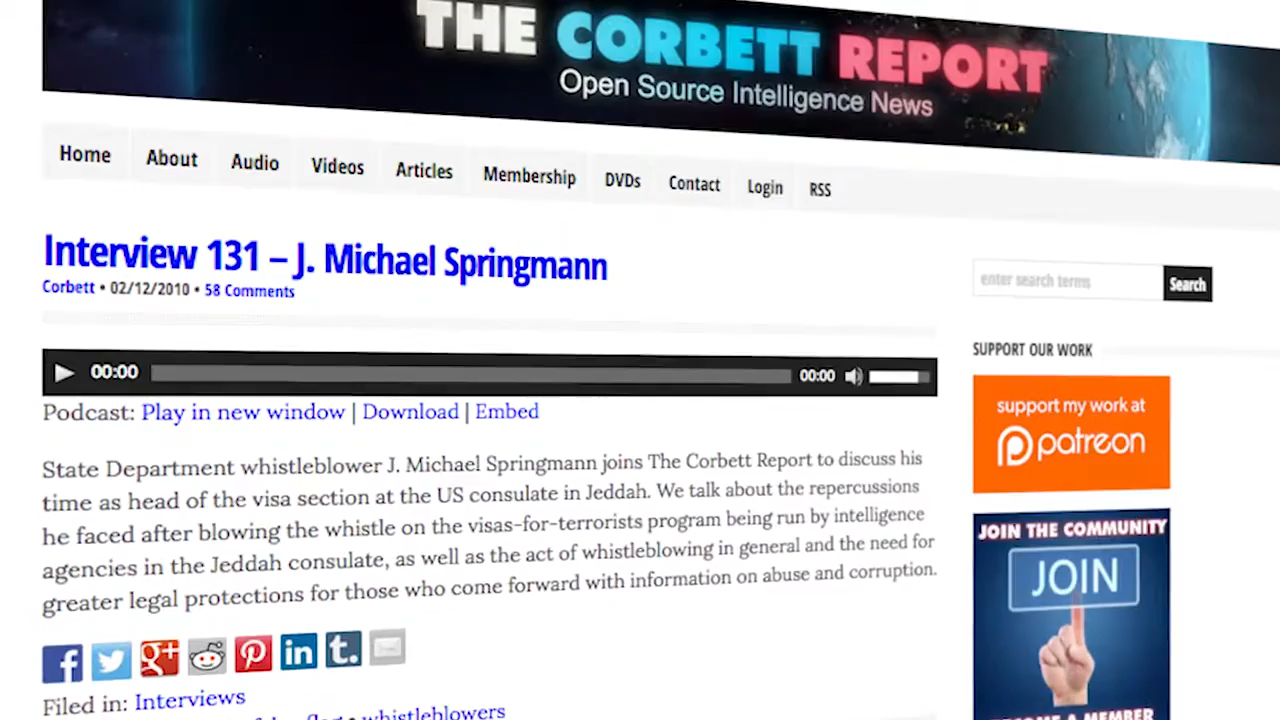 THE CORBETT REPORT
Open Source Intelligence News
Home About Audio Videos Articles Membership DVDs Contact Login RSS
Interview 131 – J. Michael Springmann
Corbett • 02/12/2010 • 58 Comments
enter search terms Search
SUPPORT OUR WORK
00:00 00:00
support my work at
patreon
Podcast: Play in new window | Download | Embed
State Department whistleblower J. Michael Springmann joins The Corbett Report to discuss his
time as head of the visa section at the US consulate in Jeddah. We talk about the repercussions
he faced after blowing the whistle on the visas-for-terrorists program being run by intelligence
agencies in the Jeddah consulate, as well as the act of whistleblowing in general and the need for
greater legal protections for those who come forward with information on abuse and corruption.
JOIN THE COMMUNITY
JOIN
Filed in: Interviews
flag • whistleblowers
A MEMBER